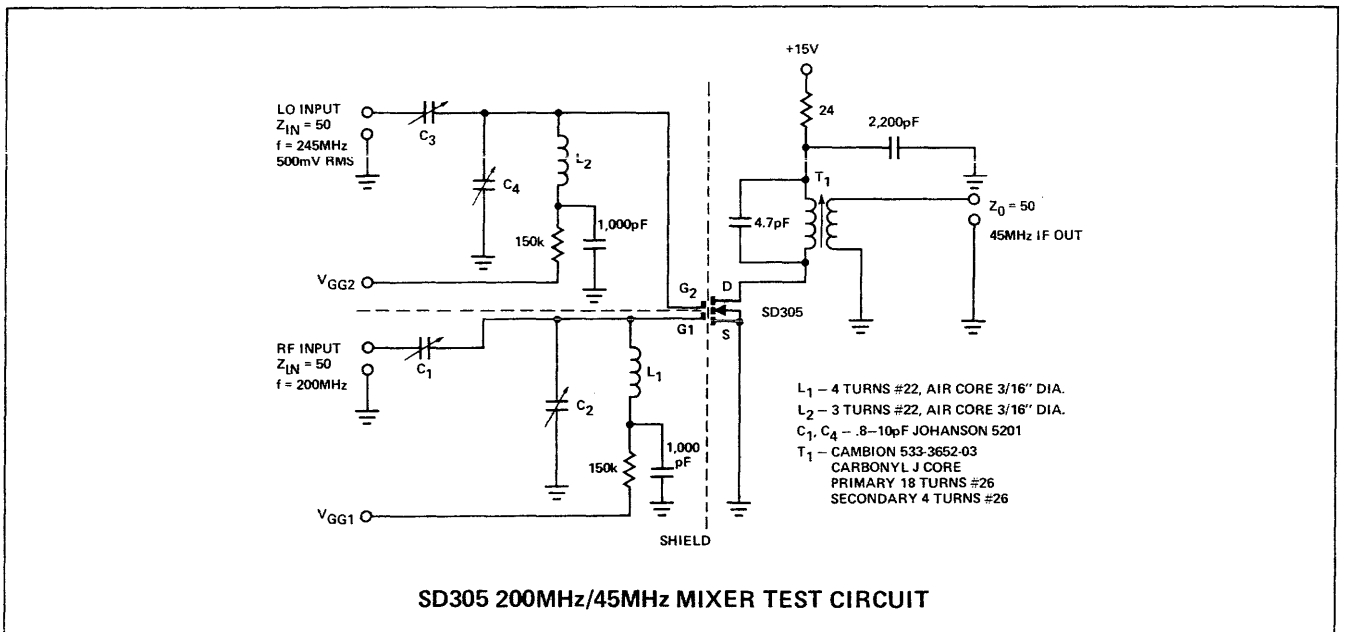 LO INPUT
Z_IN = 50
f = 245MHz
500mV RMS
C3
C4
L2
1,000pF
150k
VGG2
+15V
24
2,200pF
T1
4.7pF
Z0 = 50
45MHz IF OUT
G2
D
SD305
G1
S
RF INPUT
Z_IN = 50
f = 200MHz
C1
C2
L1
1,000
pF
150k
VGG1
SHIELD
L1 – 4 TURNS #22, AIR CORE 3/16" DIA.
L2 – 3 TURNS #22, AIR CORE 3/16" DIA.
C1, C4 – .8–10pF JOHANSON 5201
T1 – CAMBION 533-3652-03
CARBONYL J CORE
PRIMARY 18 TURNS #26
SECONDARY 4 TURNS #26
SD305 200MHz/45MHz MIXER TEST CIRCUIT